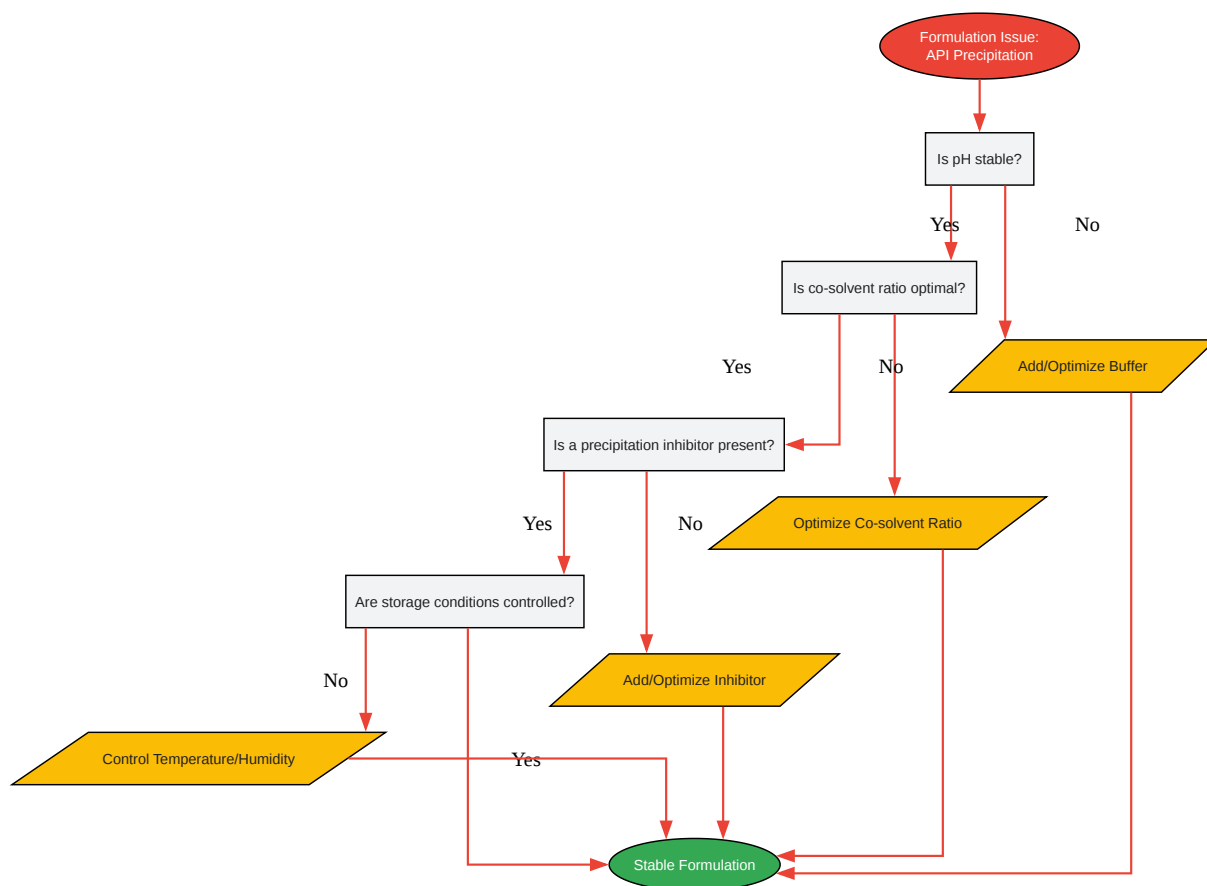 Formulation Issue:
API Precipitation
Is pH stable?
Yes
No
Is co-solvent ratio optimal?
Yes
No
Add/Optimize Buffer
Is a precipitation inhibitor present?
Yes
No
Optimize Co-solvent Ratio
Are storage conditions controlled?
No
Add/Optimize Inhibitor
Control Temperature/Humidity
Yes
Stable Formulation